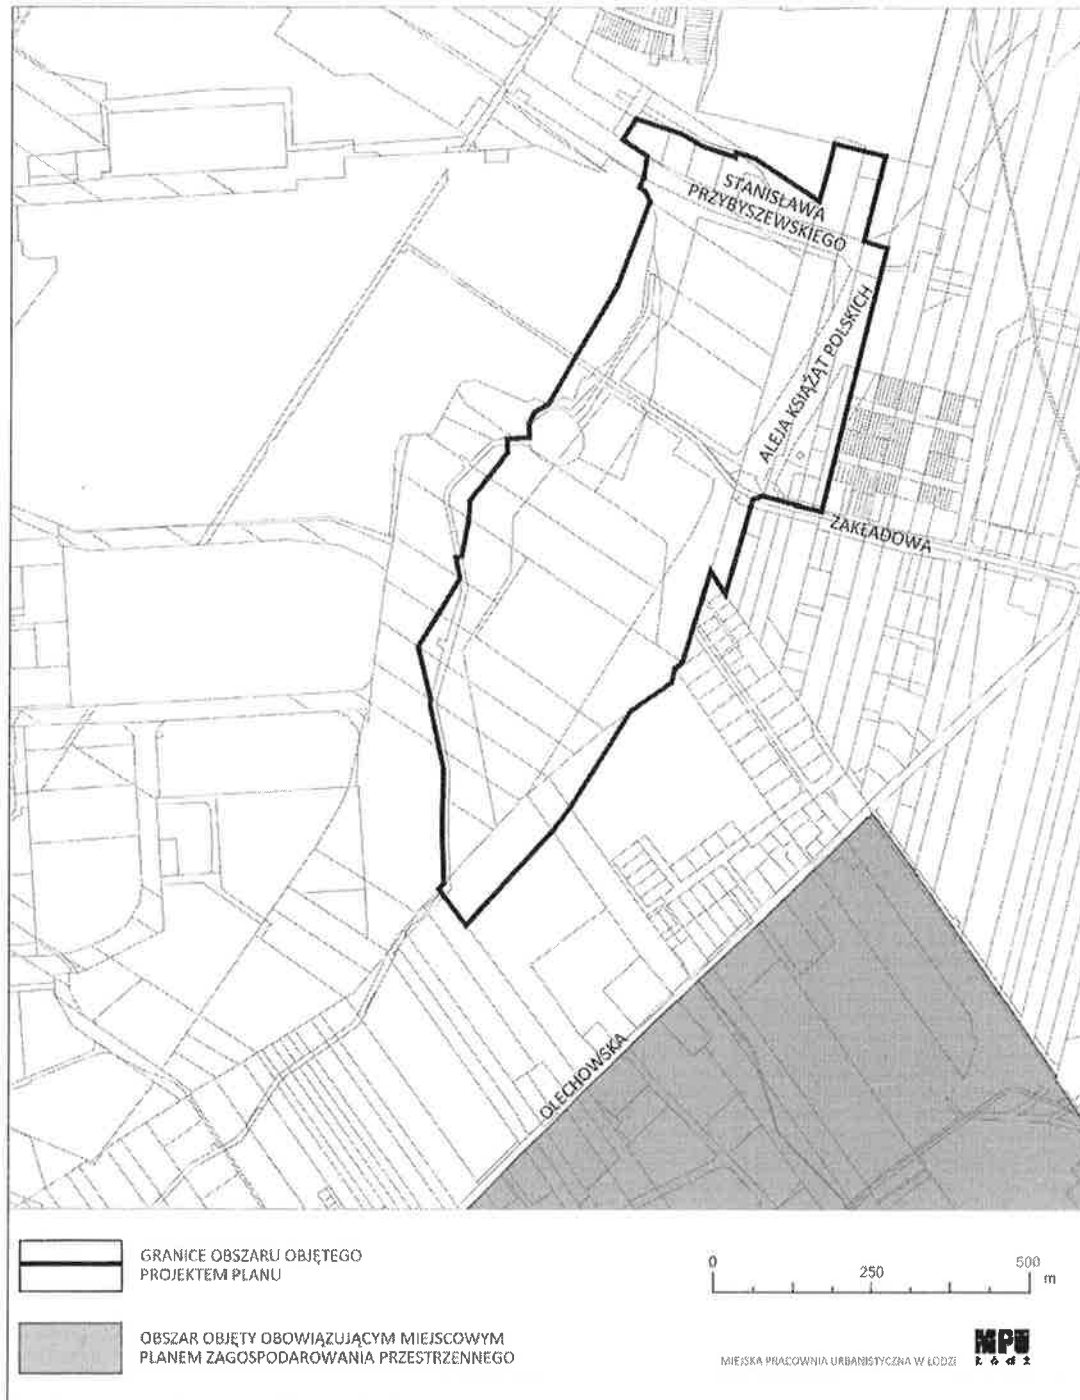 STANISŁAWA
PRZYBYSZEWSKIEGO
ALEJA KSIĄŻĄT POLSKICH
ZAKŁADOWA
OLECHOWSKA
GRANICE OBSZARU OBJĘTEGO
PROJEKTEM PLANU
0 250 500 m
OBSZAR OBJĘTY OBOWIĄZUJĄCYM MIEJSCOWYM
PLANEM ZAGOSPODAROWANIA PRZESTRZENNEGO
MIEJSKA PRACOWNIA URBANISTYCZNA W ŁODZI
MPU
Łódź